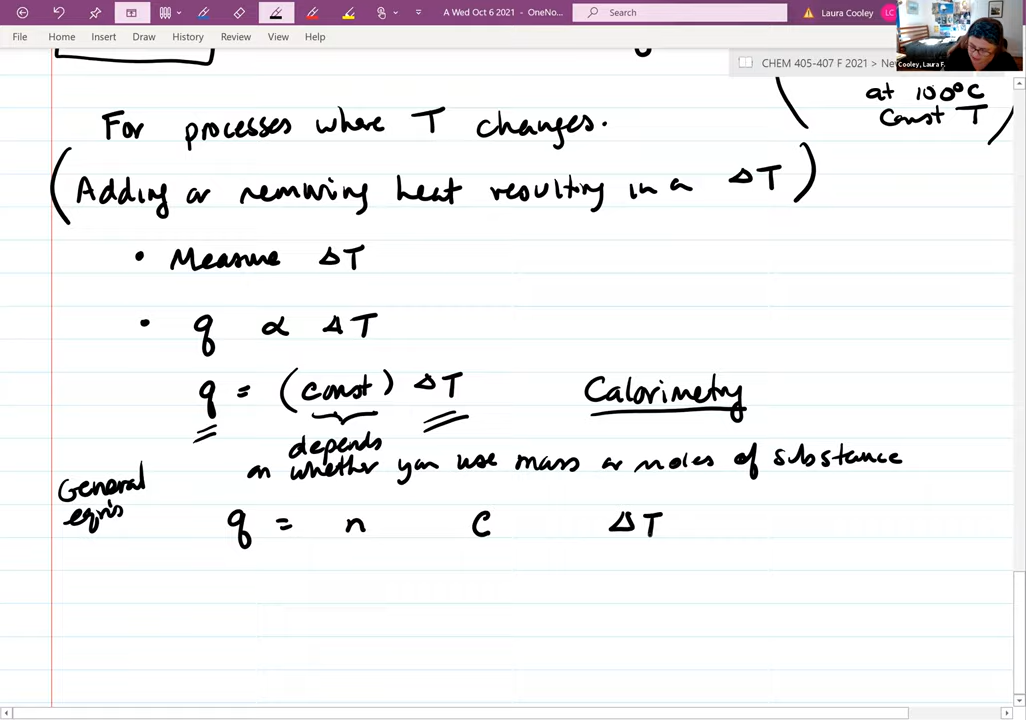 A Wed Oct 6 2021 - OneNo...
Search
Laura Cooley
LC
File Home Insert Draw History Review View Help
CHEM 405-407 F 2021 >
Cooley, Laura F.
at 100°C
Const T
For processes where T changes.
(Adding or removing heat resulting in a ΔT)
• Measure ΔT
• q ∝ ΔT
q = (const) ΔT Calorimetry
depends
on whether you use mass or moles of substance
General
eqn's
q = n C ΔT